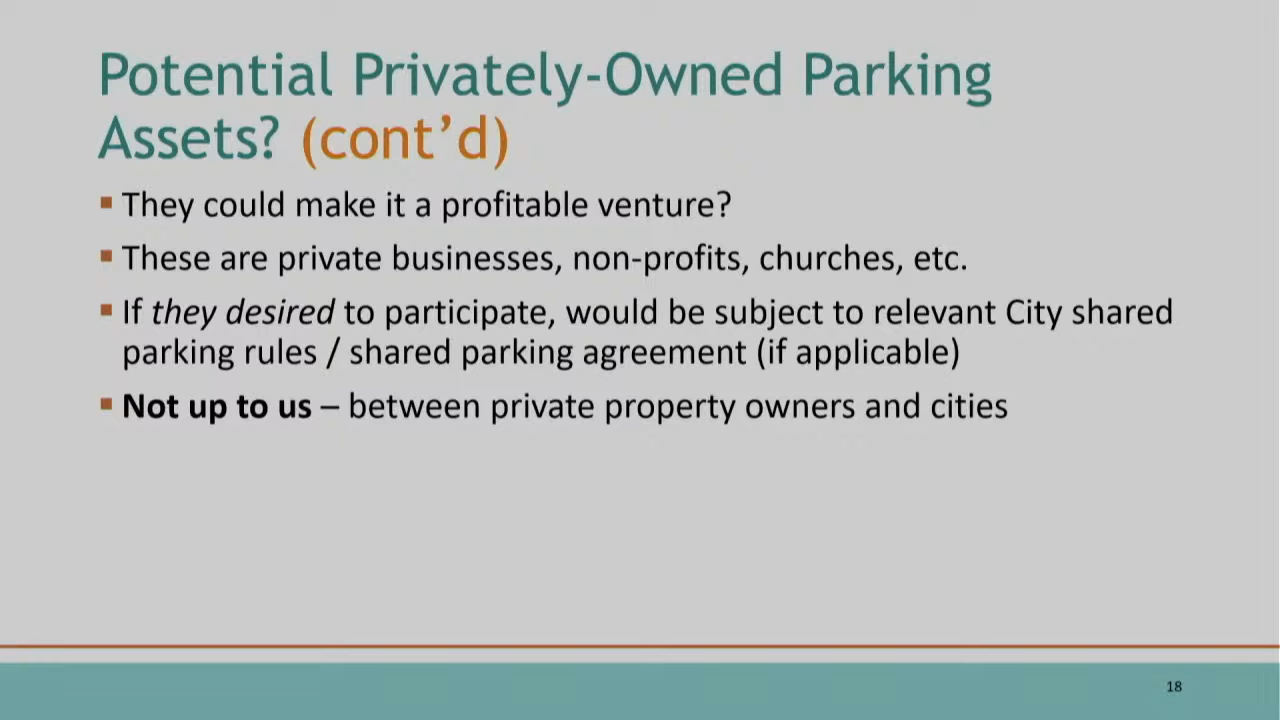 Potential Privately-Owned Parking
Assets? (cont’d)
▪ They could make it a profitable venture?
▪ These are private businesses, non-profits, churches, etc.
▪ If they desired to participate, would be subject to relevant City shared
parking rules / shared parking agreement (if applicable)
▪ Not up to us – between private property owners and cities
18